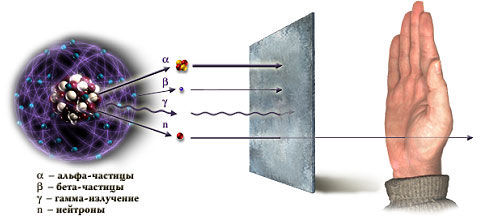 α
β
γ
n
α – альфа-частицы
β – бета-частицы
γ – гамма-излучение
n – нейтроны